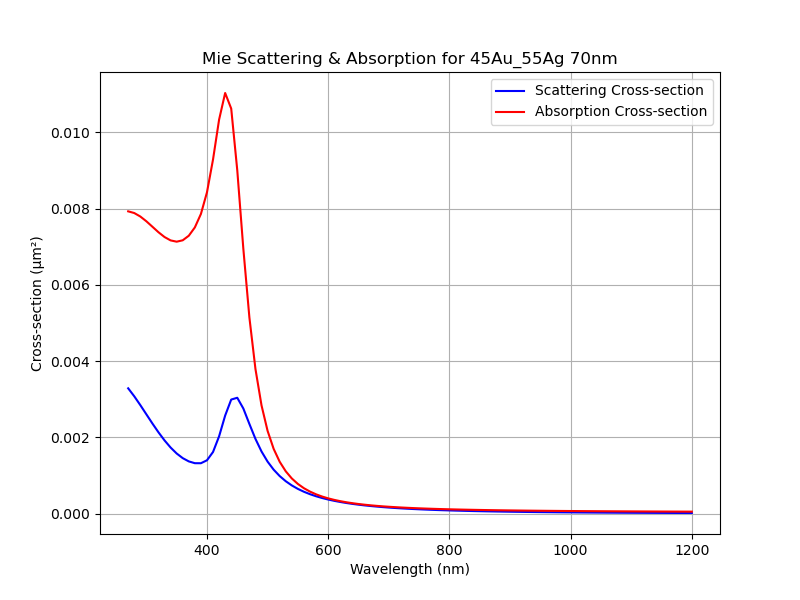 Mie Scattering & Absorption for 45Au_55Ag 70nm
Scattering Cross-section
Absorption Cross-section
Cross-section (μm²)
0.010
0.008
0.006
0.004
0.002
0.000
400 600 800 1000 1200
Wavelength (nm)